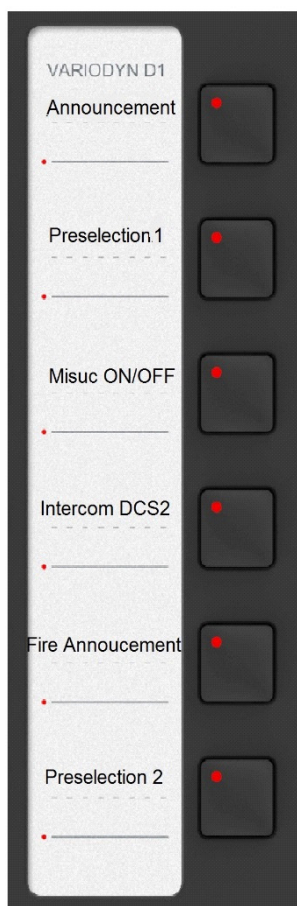 VARIODYN D1
Announcement
Preselection 1
Misuc ON/OFF
Intercom DCS2
Fire Annoucement
Preselection 2